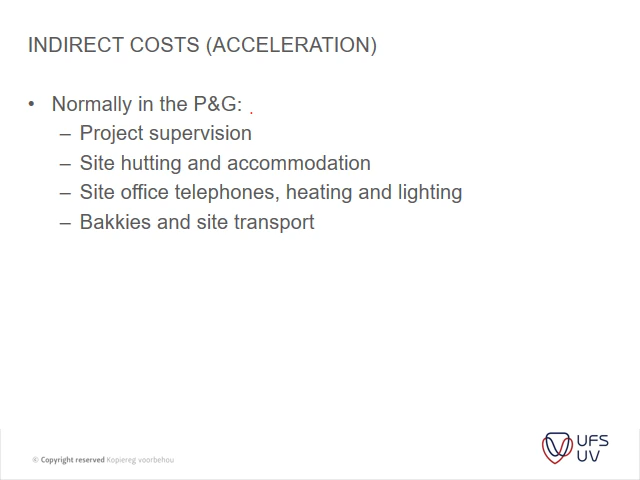 INDIRECT COSTS (ACCELERATION)
• Normally in the P&G:
– Project supervision
– Site hutting and accommodation
– Site office telephones, heating and lighting
– Bakkies and site transport
© Copyright reserved Kopiereg voorbehou
UFS
UV